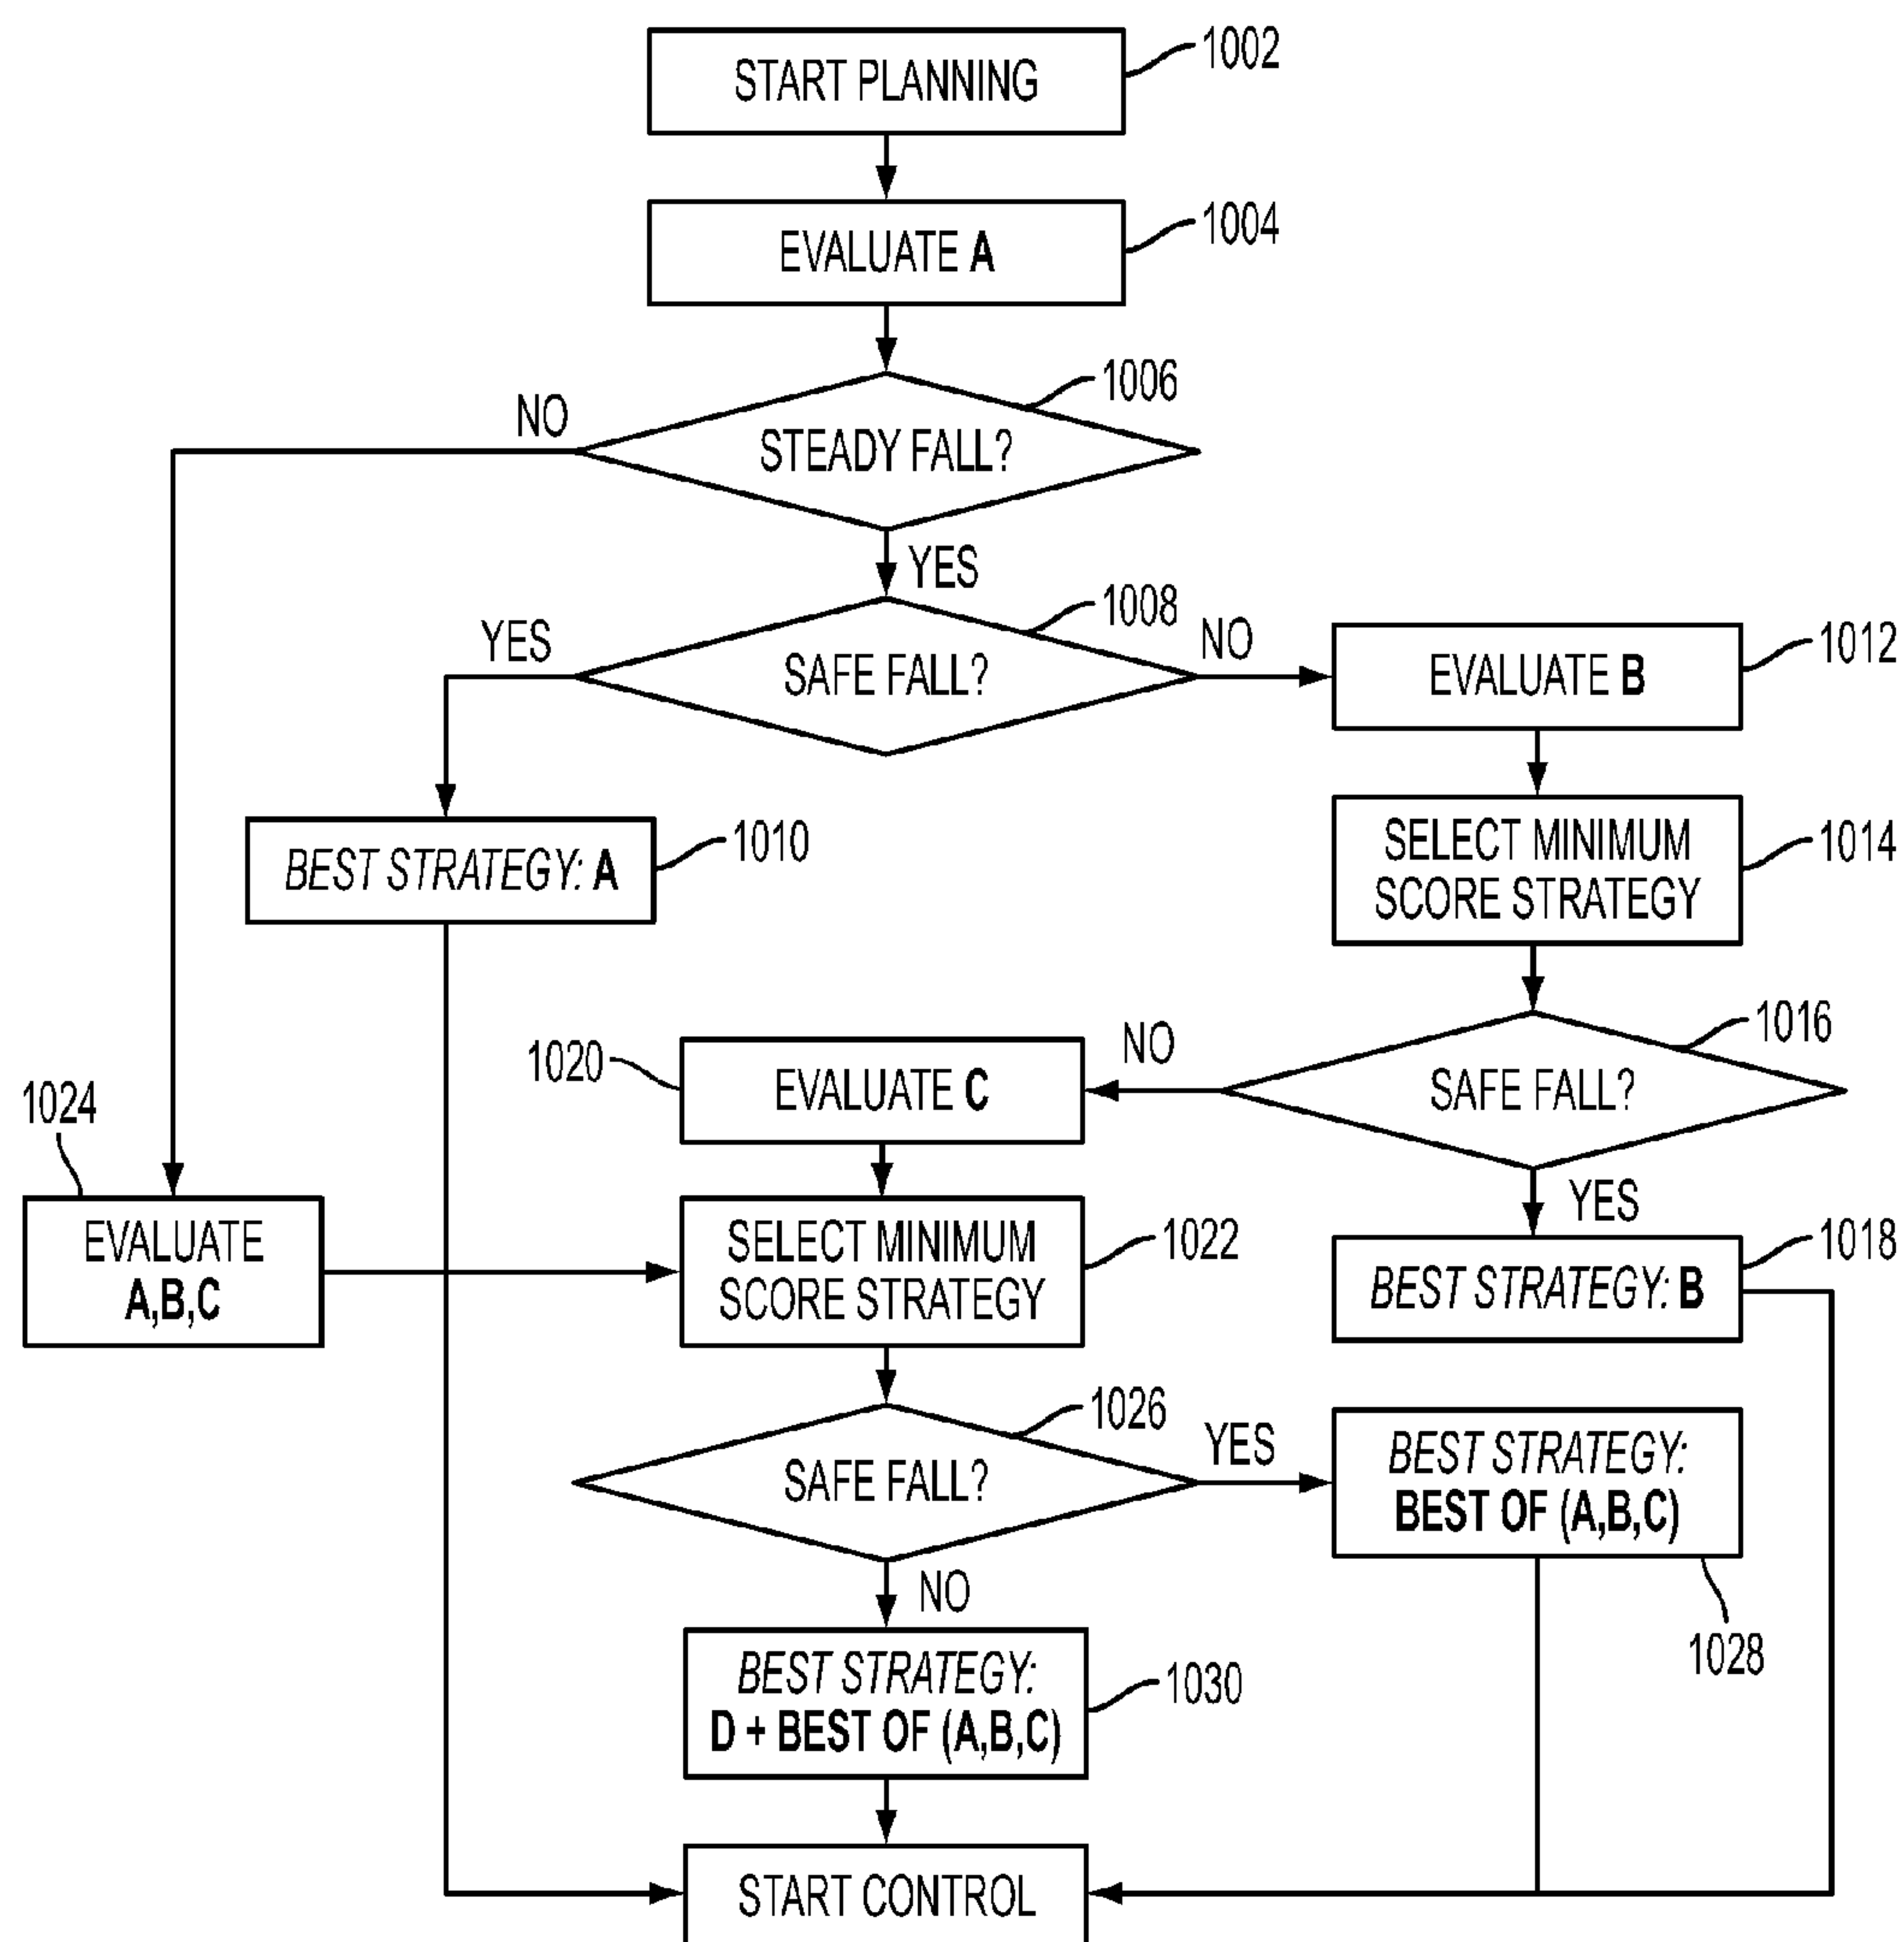 START PLANNING
1002
EVALUATE A
1004
1006
NO
STEADY FALL?
YES
1008
YES
SAFE FALL?
NO
EVALUATE B
1012
BEST STRATEGY: A
1010
SELECT MINIMUM
SCORE STRATEGY
1014
1016
NO
SAFE FALL?
1020
EVALUATE C
YES
1024
EVALUATE
A,B,C
SELECT MINIMUM
SCORE STRATEGY
1022
BEST STRATEGY: B
1018
1026
SAFE FALL?
YES
BEST STRATEGY:
BEST OF (A,B,C)
1028
NO
BEST STRATEGY:
D + BEST OF (A,B,C)
1030
START CONTROL